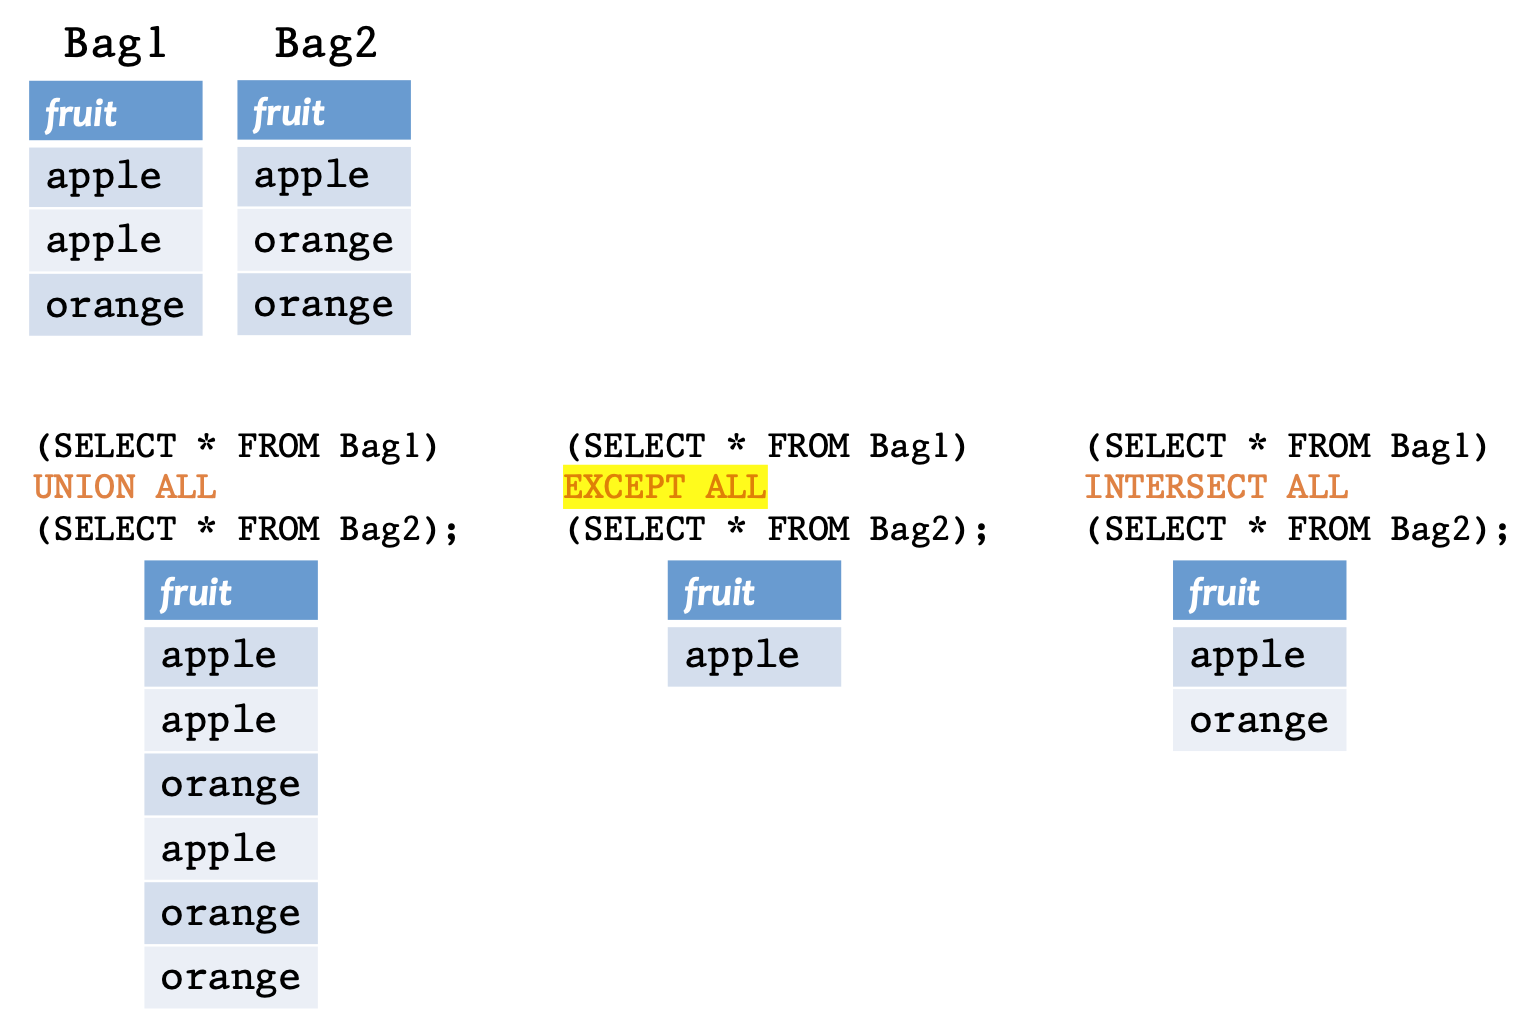 Bag1
fruit
apple
apple
orange
Bag2
fruit
apple
orange
orange
(SELECT * FROM Bag1)
UNION ALL
(SELECT * FROM Bag2);
fruit
apple
apple
orange
apple
orange
orange
(SELECT * FROM Bag1)
EXCEPT ALL
(SELECT * FROM Bag2);
fruit
apple
(SELECT * FROM Bag1)
INTERSECT ALL
(SELECT * FROM Bag2);
fruit
apple
orange